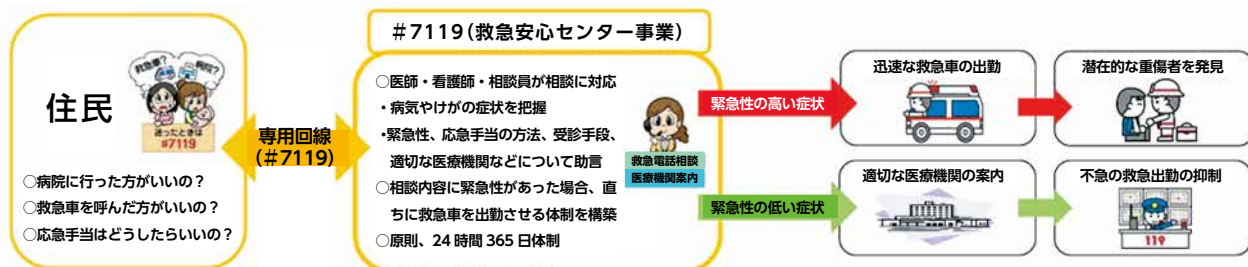 住民
救急車?
病院?
迷ったときは
#7119
○病院に行った方がいいの?
○救急車を呼んだ方がいいの?
○応急手当はどうしたらいいの?
専用回線
(#7119)
#7119(救急安心センター事業)
○医師・看護師・相談員が相談に対応
・病気やけがの症状を把握
・緊急性、応急手当の方法、受診手段、
適切な医療機関などについて助言
○相談内容に緊急性があった場合、直
ちに救急車を出動させる体制を構築
○原則、24時間365日体制
救急電話相談
医療機関案内
緊急性の高い症状
迅速な救急車の出動
潜在的な重傷者を発見
緊急性の低い症状
適切な医療機関の案内
不急の救急出動の抑制
119